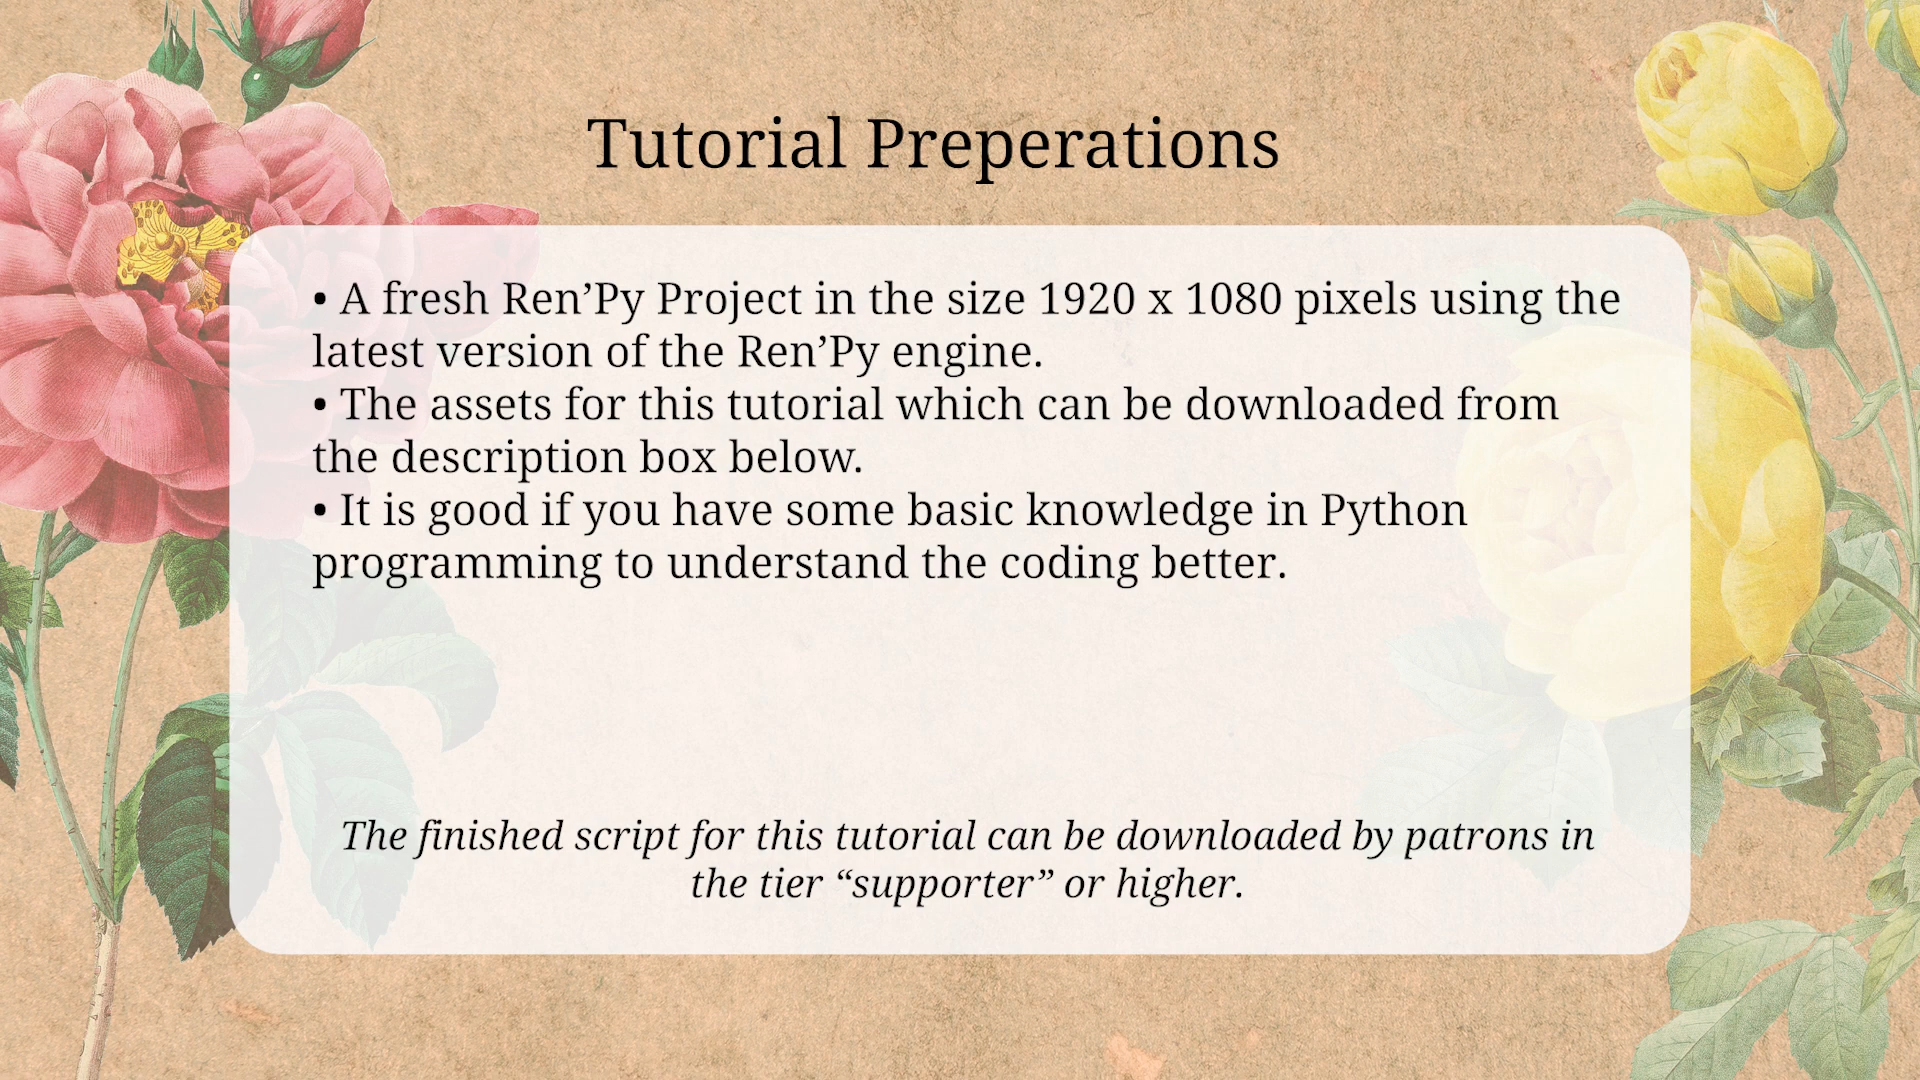 Tutorial Preperations
• A fresh Ren’Py Project in the size 1920 x 1080 pixels using the
latest version of the Ren’Py engine.
• The assets for this tutorial which can be downloaded from
the description box below.
• It is good if you have some basic knowledge in Python
programming to understand the coding better.
The finished script for this tutorial can be downloaded by patrons in
the tier “supporter” or higher.